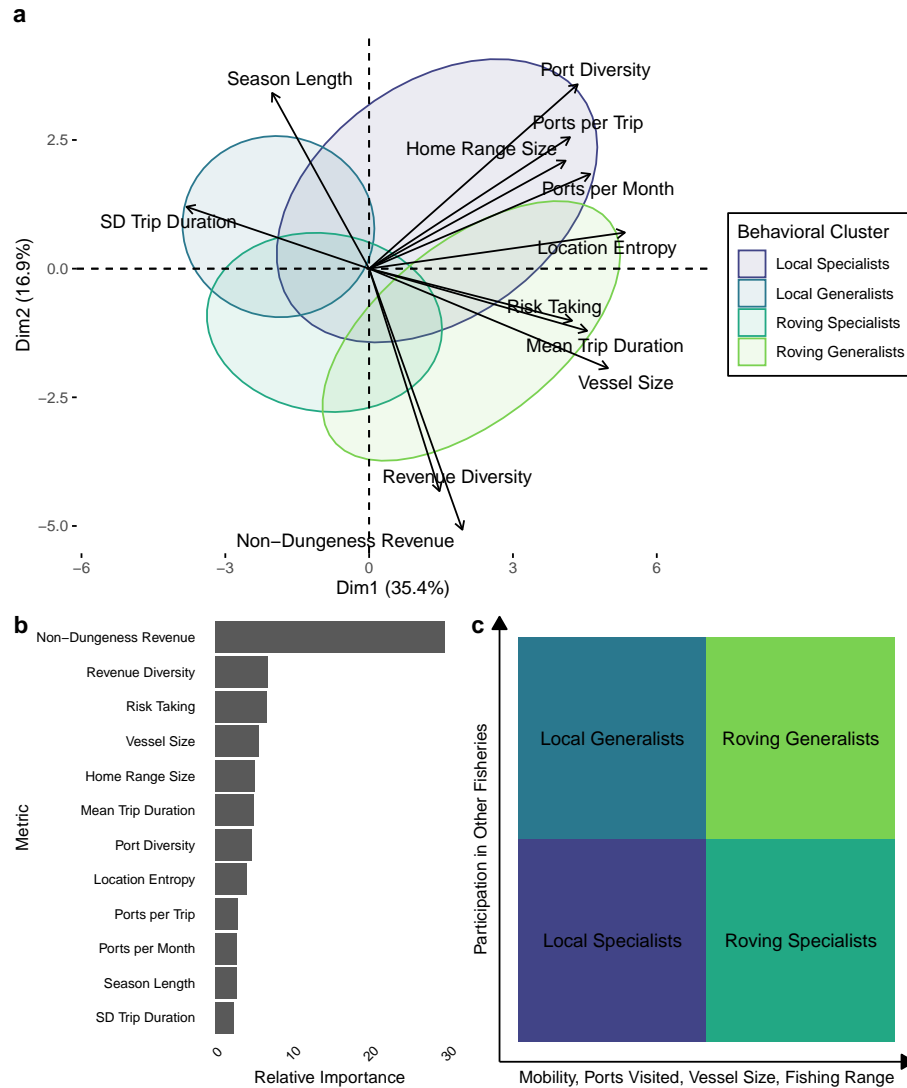 a
Season Length
Port Diversity
Ports per Trip
Home Range Size
Ports per Month
SD Trip Duration
Location Entropy
Risk Taking
Mean Trip Duration
Vessel Size
Revenue Diversity
Non−Dungeness Revenue
2.5
0.0
−2.5
−5.0
Dim2 (16.9%)
−6
−3
0
3
6
Dim1 (35.4%)
Behavioral Cluster
Local Specialists
Local Generalists
Roving Specialists
Roving Generalists
b
Metric
Non−Dungeness Revenue
Revenue Diversity
Risk Taking
Vessel Size
Home Range Size
Mean Trip Duration
Port Diversity
Location Entropy
Ports per Trip
Ports per Month
Season Length
SD Trip Duration
0
10
20
30
Relative Importance
c
Participation in Other Fisheries
Local Generalists
Roving Generalists
Local Specialists
Roving Specialists
Mobility, Ports Visited, Vessel Size, Fishing Range